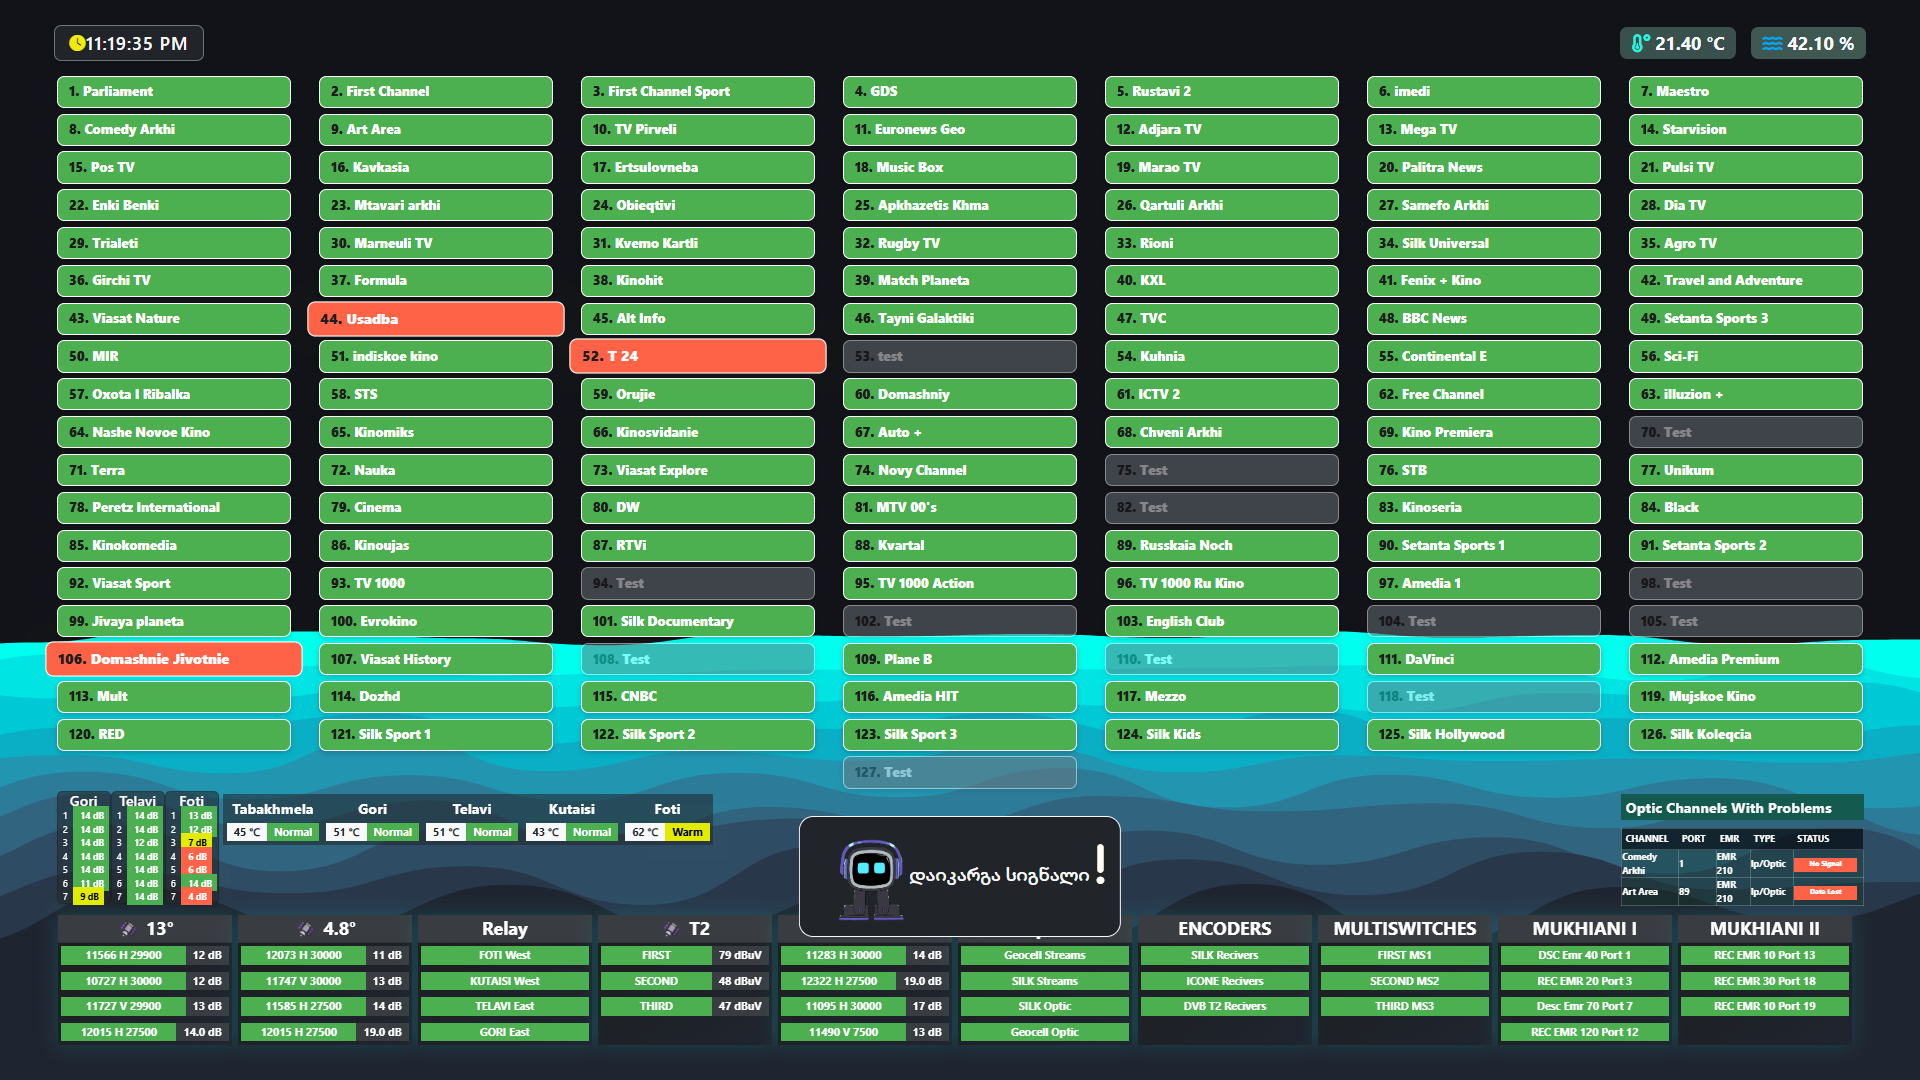 11:19:35 PM
21.40 °C
42.10 %
1. Parliament
2. First Channel
3. First Channel Sport
4. GDS
5. Rustavi 2
6. imedi
7. Maestro
8. Comedy Arkhi
9. Art Area
10. TV Pirveli
11. Euronews Geo
12. Adjara TV
13. Mega TV
14. Starvision
15. Pos TV
16. Kavkasia
17. Ertsulovneba
18. Music Box
19. Marao TV
20. Palitra News
21. Pulsi TV
22. Enki Benki
23. Mtavari arkhi
24. Obieqtivi
25. Apkhazetis Khma
26. Qartuli Arkhi
27. Samefo Arkhi
28. Dia TV
29. Trialeti
30. Marneuli TV
31. Kvemo Kartli
32. Rugby TV
33. Rioni
34. Silk Universal
35. Agro TV
36. Girchi TV
37. Formula
38. Kinohit
39. Match Planeta
40. KXL
41. Fenix + Kino
42. Travel and Adventure
43. Viasat Nature
44. Usadba
45. Alt Info
46. Tayni Galaktiki
47. TVC
48. BBC News
49. Setanta Sports 3
50. MIR
51. indiskoe kino
52. T 24
53. test
54. Kuhnia
55. Continental E
56. Sci-Fi
57. Oxota I Ribalka
58. STS
59. Orujie
60. Domashniy
61. ICTV 2
62. Free Channel
63. illuzion +
64. Nashe Novoe Kino
65. Kinomiks
66. Kinosvidanie
67. Auto +
68. Chveni Arkhi
69. Kino Premiera
70. Test
71. Terra
72. Nauka
73. Viasat Explore
74. Novy Channel
75. Test
76. STB
77. Unikum
78. Peretz International
79. Cinema
80. DW
81. MTV 00's
82. Test
83. Kinoseria
84. Black
85. Kinokomedia
86. Kinoujas
87. RTVi
88. Kvartal
89. Russkaia Noch
90. Setanta Sports 1
91. Setanta Sports 2
92. Viasat Sport
93. TV 1000
94. Test
95. TV 1000 Action
96. TV 1000 Ru Kino
97. Amedia 1
98. Test
99. Jivaya planeta
100. Evrokino
101. Silk Documentary
102. Test
103. English Club
104. Test
105. Test
106. Domashnie Jivotnie
107. Viasat History
108. Test
109. Plane B
110. Test
111. DaVinci
112. Amedia Premium
113. Mult
114. Dozhd
115. CNBC
116. Amedia HIT
117. Mezzo
118. Test
119. Mujskoe Kino
120. RED
121. Silk Sport 1
122. Silk Sport 2
123. Silk Sport 3
124. Silk Kids
125. Silk Hollywood
126. Silk Koleqcia
127. Test
Gori Telavi Foti
1 14 dB 1 14 dB 1 13 dB
2 14 dB 2 14 dB 2 12 dB
3 14 dB 3 12 dB 3 7 dB
4 14 dB 4 14 dB 4 6 dB
5 14 dB 5 14 dB 5 6 dB
6 11 dB 6 14 dB 6 14 dB
7 9 dB 7 14 dB 7 4 dB
Tabakhmela Gori Telavi Kutaisi Foti
45 °C Normal 51 °C Normal 51 °C Normal 43 °C Normal 62 °C Warm
დაიკარგა სიგნალი !
Optic Channels With Problems
CHANNEL PORT EMR TYPE STATUS
Comedy Arkhi 1 EMR 210 Ip/Optic No Signal
Art Area 89 EMR 210 Ip/Optic Data Lost
13°
11566 H 29900 12 dB
10727 H 30000 12 dB
11727 V 29900 13 dB
12015 H 27500 14.0 dB
4.8°
12073 H 30000 11 dB
11747 V 30000 13 dB
11585 H 27500 14 dB
12015 H 27500 19.0 dB
Relay
FOTI West
KUTAISI West
TELAVI East
GORI East
T2
FIRST 79 dBuV
SECOND 48 dBuV
THIRD 47 dBuV
11283 H 30000 14 dB
12322 H 27500 19.0 dB
11095 H 30000 17 dB
11490 V 7500 13 dB
Geocell Streams
SILK Streams
SILK Optic
Geocell Optic
ENCODERS
SILK Recivers
ICONE Recivers
DVB T2 Recivers
MULTISWITCHES
FIRST MS1
SECOND MS2
THIRD MS3
MUKHIANI I
DSC Emr 40 Port 1
REC EMR 20 Port 3
Desc Emr 70 Port 7
REC EMR 120 Port 12
MUKHIANI II
REC EMR 10 Port 13
REC EMR 30 Port 18
REC EMR 10 Port 19